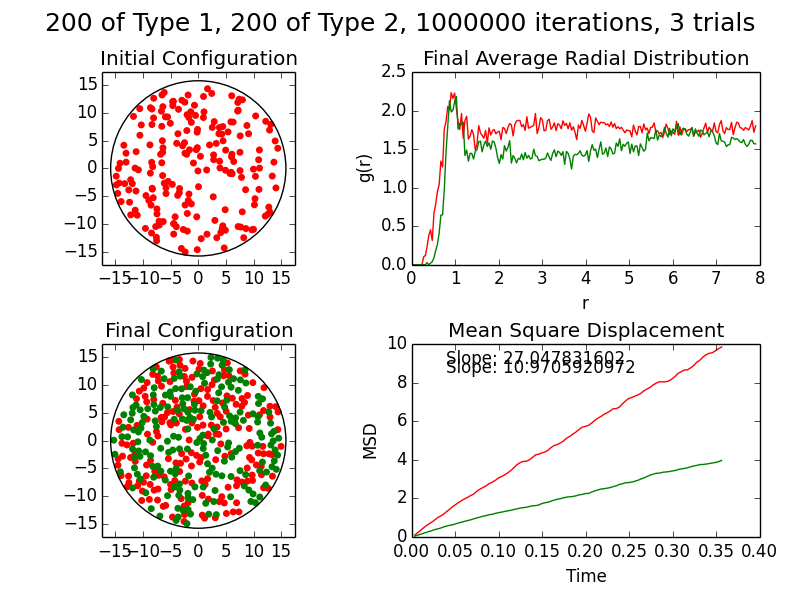 200 of Type 1, 200 of Type 2, 1000000 iterations, 3 trials
Initial Configuration
15
10
5
0
−5
−10
−15
−15−10−5 0 5 10 15
Final Average Radial Distribution
2.5
2.0
1.5
1.0
0.5
0.0
g(r)
0 1 2 3 4 5 6 7 8
r
Final Configuration
15
10
5
0
−5
−10
−15
−15−10−5 0 5 10 15
Mean Square Displacement
Slope: 27.047831602
Slope: 10.9705920972
10
8
6
4
2
0
MSD
0.00 0.05 0.10 0.15 0.20 0.25 0.30 0.35 0.40
Time